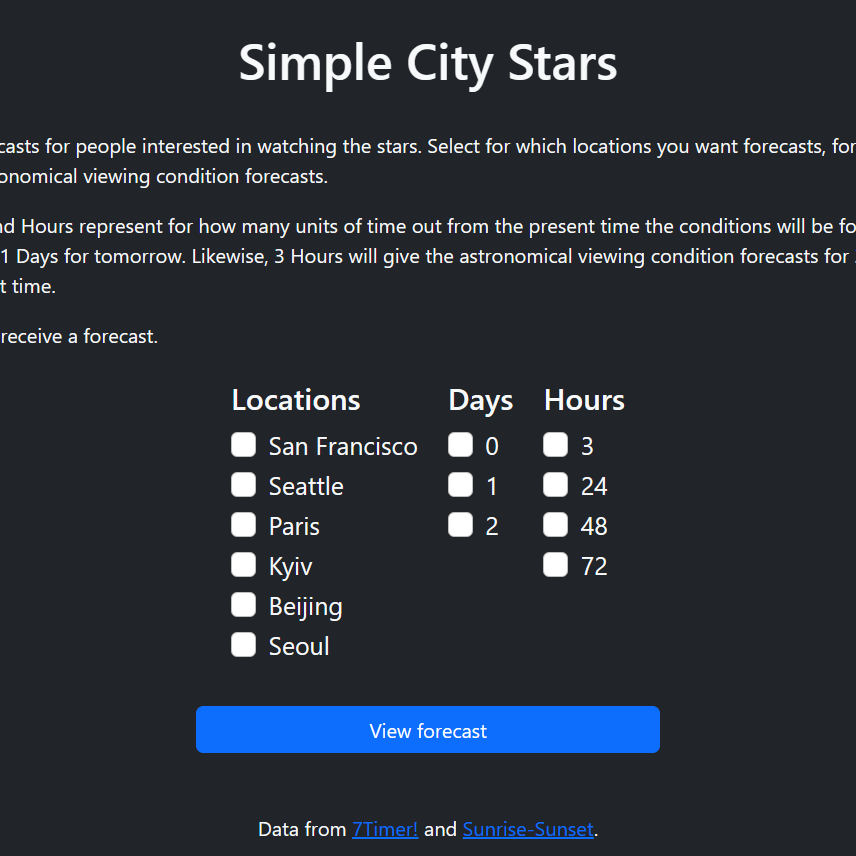 Simple City Stars
casts for people interested in watching the stars. Select for which locations you want forecasts, for
onomical viewing condition forecasts.
nd Hours represent for how many units of time out from the present time the conditions will be fo
1 Days for tomorrow. Likewise, 3 Hours will give the astronomical viewing condition forecasts for
t time.
receive a forecast.
Locations Days Hours
San Francisco 0 3
Seattle 1 24
Paris 2 48
Kyiv 72
Beijing
Seoul
View forecast
Data from 7Timer! and Sunrise-Sunset.